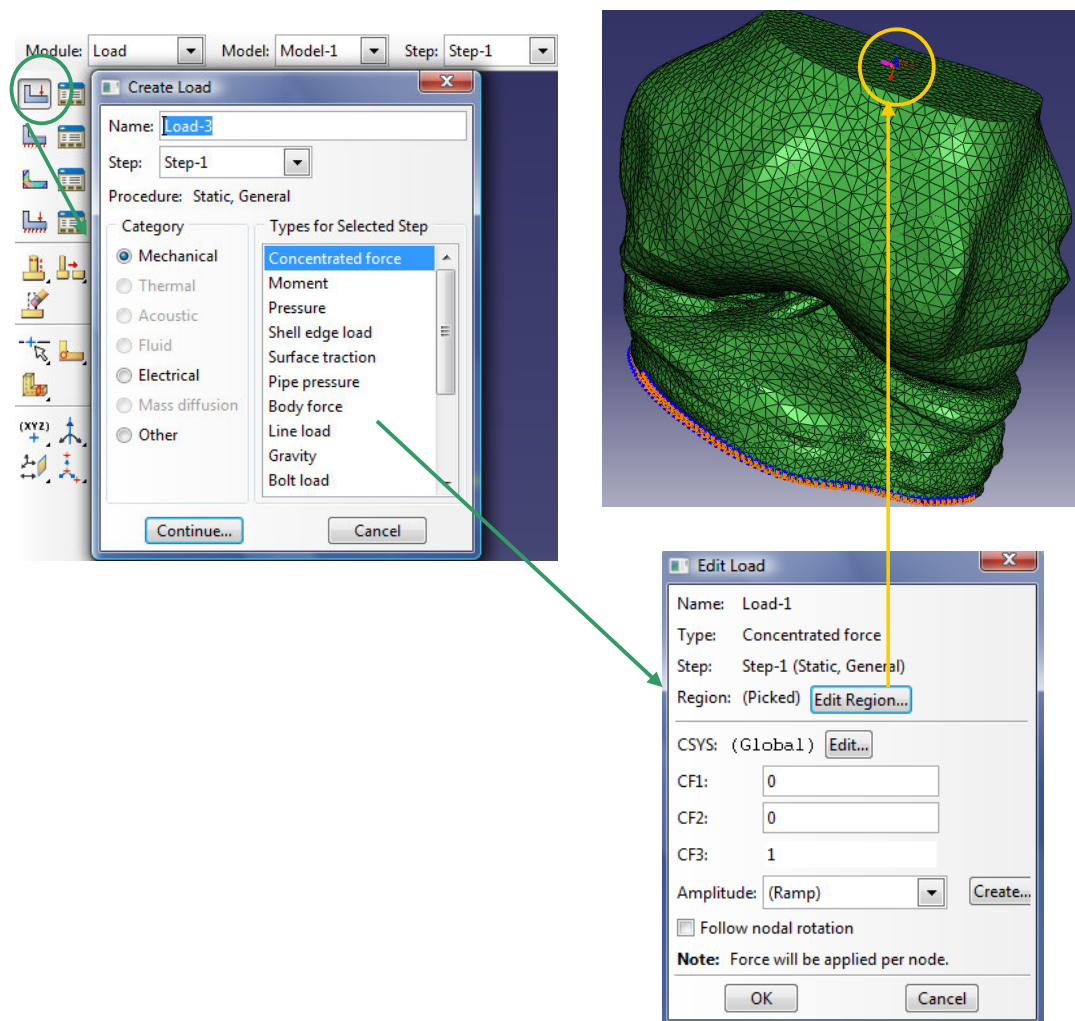 Module: Load Model: Model-1 Step: Step-1
Create Load
Name: Load-3
Step: Step-1
Procedure: Static, General
Category
Mechanical
Thermal
Acoustic
Fluid
Electrical
Mass diffusion
Other
Types for Selected Step
Concentrated force
Moment
Pressure
Shell edge load
Surface traction
Pipe pressure
Body force
Line load
Gravity
Bolt load
Continue... Cancel
(XYZ)
Edit Load
Name: Load-1
Type: Concentrated force
Step: Step-1 (Static, General)
Region: (Picked) Edit Region...
CSYS: (Global) Edit...
CF1: 0
CF2: 0
CF3: 1
Amplitude: (Ramp) Create...
Follow nodal rotation
Note: Force will be applied per node.
OK Cancel